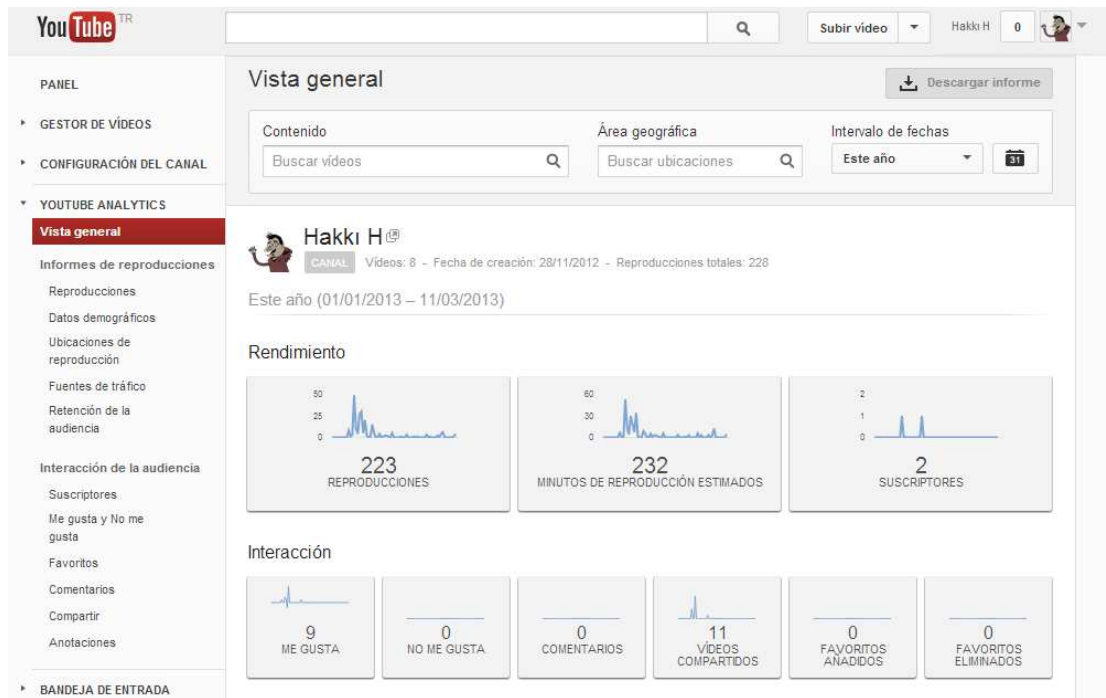 YouTube TR
Subir vídeo
Hakkı H
0
PANEL
GESTOR DE VÍDEOS
CONFIGURACIÓN DEL CANAL
YOUTUBE ANALYTICS
Vista general
Informes de reproducciones
Reproducciones
Datos demográficos
Ubicaciones de
reproducción
Fuentes de tráfico
Retención de la
audiencia
Interacción de la audiencia
Suscriptores
Me gusta y No me
gusta
Favoritos
Comentarios
Compartir
Anotaciones
BANDEJA DE ENTRADA
Vista general
Descargar informe
Contenido
Buscar vídeos
Área geográfica
Buscar ubicaciones
Intervalo de fechas
Este año
31
Hakkı H
CANAL Vídeos: 8 - Fecha de creación: 28/11/2012 - Reproducciones totales: 228
Este año (01/01/2013 – 11/03/2013)
Rendimiento
50
25
0
223
REPRODUCCIONES
60
30
0
232
MINUTOS DE REPRODUCCIÓN ESTIMADOS
2
1
0
2
SUSCRIPTORES
Interacción
9
ME GUSTA
0
NO ME GUSTA
0
COMENTARIOS
11
VÍDEOS
COMPARTIDOS
0
FAVORITOS
AÑADIDOS
0
FAVORITOS
ELIMINADOS